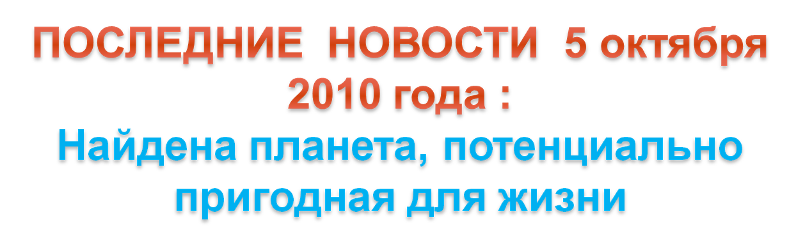 ПОСЛЕДНИЕ НОВОСТИ 5 октября
2010 года :
Найдена планета, потенциально
пригодная для жизни